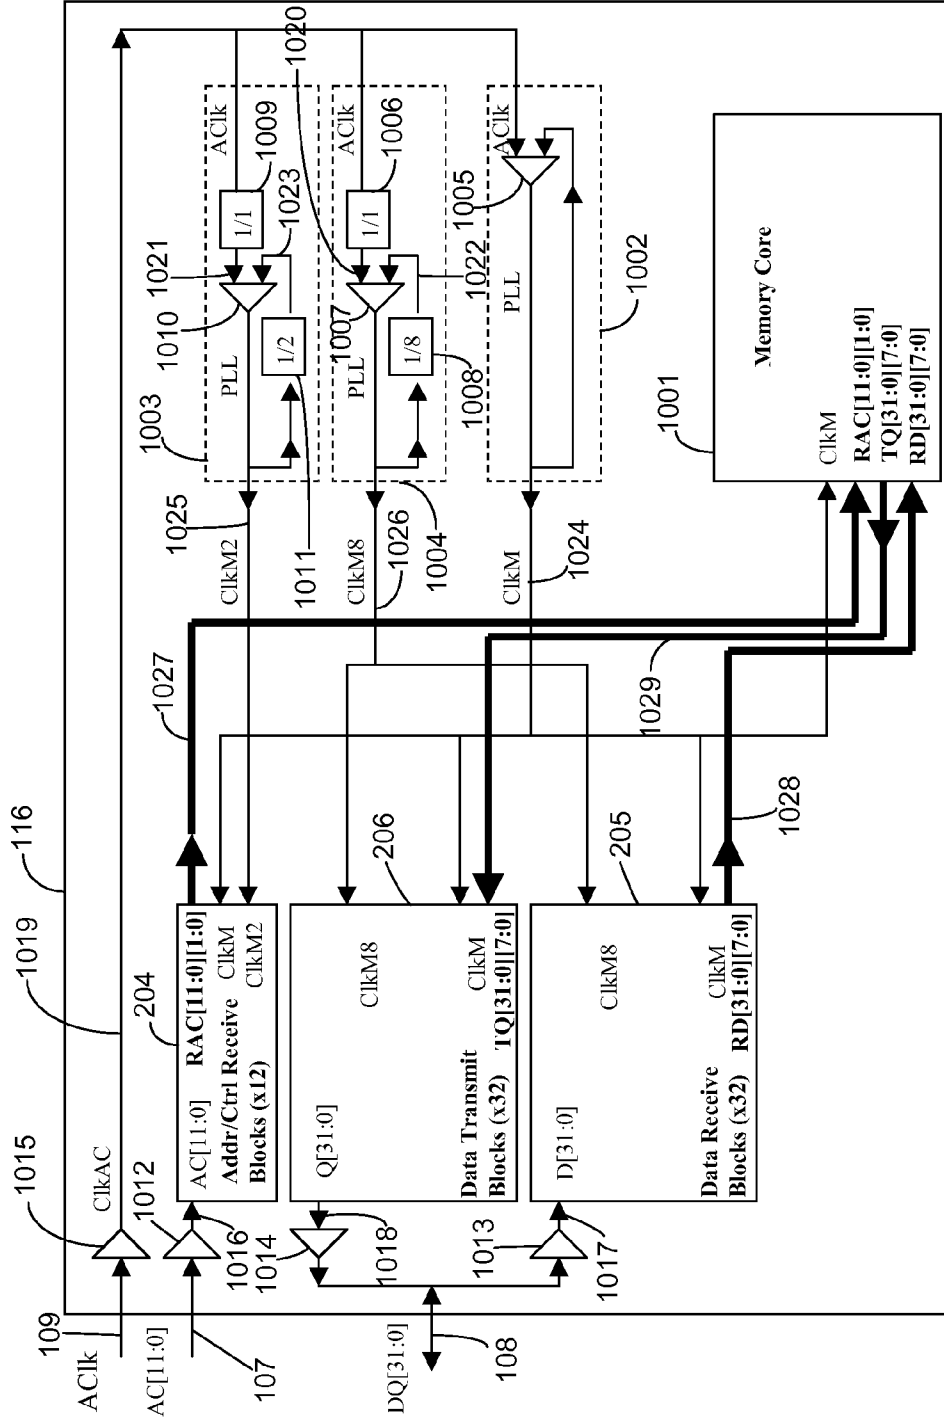 116
1019
1015
ClkAC
109
AClk
204
1012
AC[11:0]
107
1016
AC[11:0]
RAC[11:0][1:0]
Addr/Ctrl Receive
Blocks (x12)
ClkM
ClkM2
1027
1014
1018
Q[31:0]
ClkM8
206
Data Transmit
Blocks (x32)
ClkM
TQ[31:0][7:0]
DQ[31:0]
108
1013
1017
D[31:0]
ClkM8
205
Data Receive
Blocks (x32)
ClkM
RD[31:0][7:0]
1028
1029
1025
ClkM2
1003
PLL
1010
1021
1/2
1011
1/1
1023
1009
AClk
1026
ClkM8
1004
PLL
1007
1020
1/8
1008
1/1
1022
1006
AClk
1024
ClkM
PLL
1005
AClk
1002
1001
Memory Core
ClkM
RAC[11:0][1:0]
TQ[31:0][7:0]
RD[31:0][7:0]